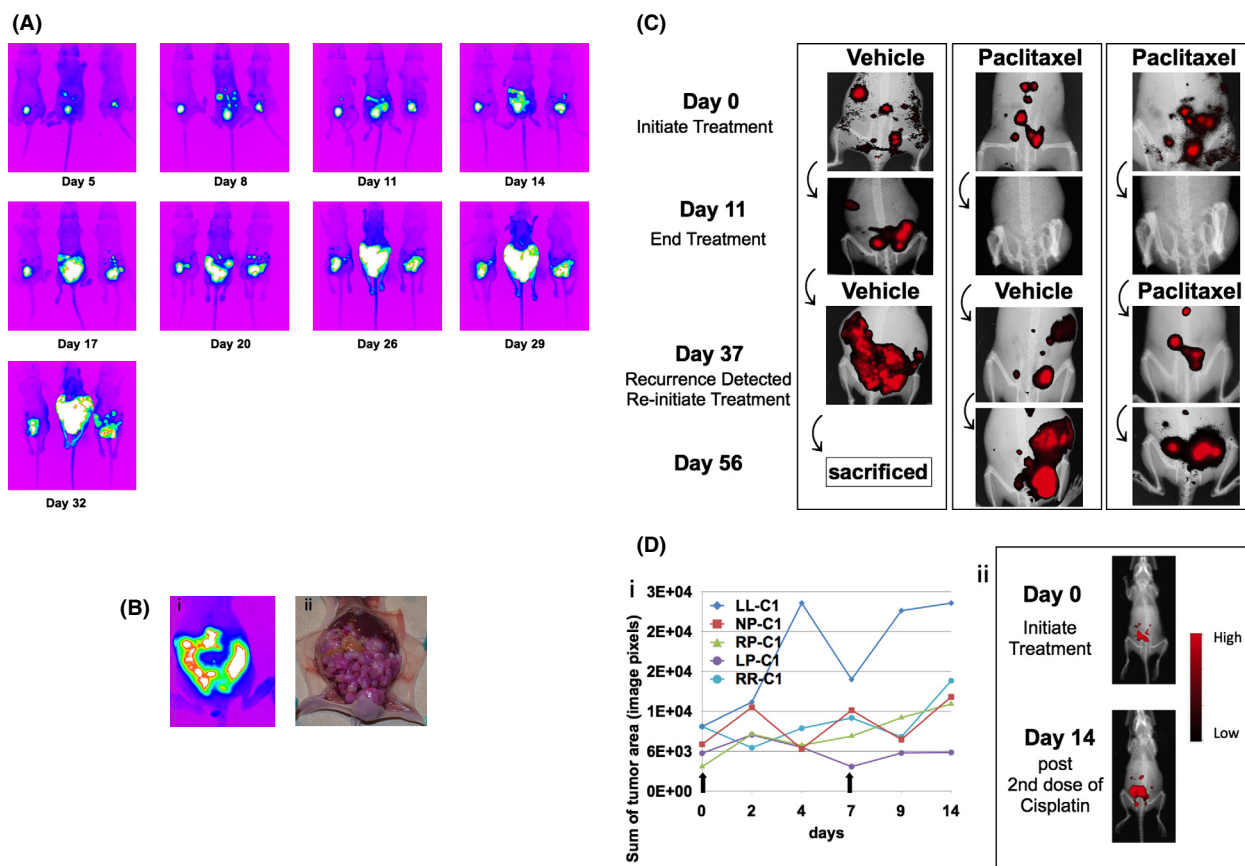 (A)
Day 5
Day 8
Day 11
Day 14
Day 17
Day 20
Day 26
Day 29
Day 32
(B)
i
ii
(C)
Vehicle
Paclitaxel
Paclitaxel
Day 0
Initiate Treatment
Day 11
End Treatment
Vehicle
Vehicle
Paclitaxel
Day 37
Recurrence Detected
Re-initiate Treatment
Day 56
sacrificed
(D)
i
Sum of tumor area (image pixels)
3E+04
2E+04
2E+04
1E+04
6E+03
0E+00
LL-C1
NP-C1
RP-C1
LP-C1
RR-C1
0 2 4 7 9 14
days
ii
Day 0
Initiate
Treatment
Day 14
post
2nd dose of
Cisplatin
High
Low